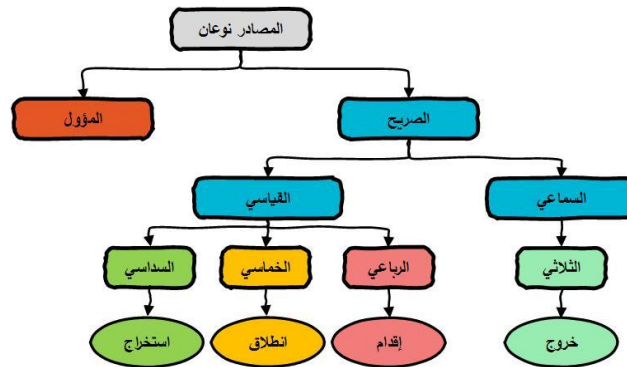 المصادر نوعان
الصريح
المؤول
السماعي
القياسي
الثلاثي
الرباعي
الخماسي
السداسي
خروج
إقدام
انطلاق
استخراج